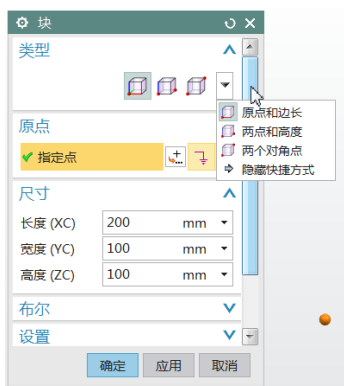 块
类型
原点和边长
两点和高度
两个对角点
隐藏快捷方式
原点
指定点
尺寸
长度 (XC) 200 mm
宽度 (YC) 100 mm
高度 (ZC) 100 mm
布尔
设置
确定 应用 取消